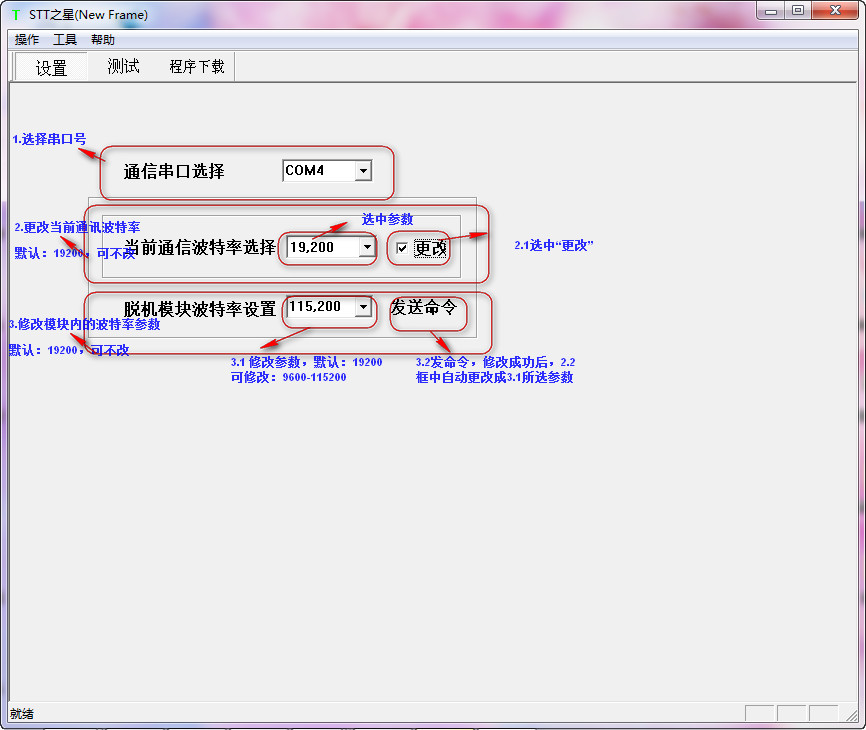 STT之星(New Frame)
操作 工具 帮助
设置 测试 程序下载
1.选择串口号
通信串口选择 COM4
2.更改当前通讯波特率
选中参数
当前通信波特率选择 19,200 更改
2.1选中“更改”
默认：19200，可不改
脱机模块波特率设置 115,200 发送命令
3.修改模块内的波特率参数
默认：19200，可不改
3.1 修改参数，默认：19200
可修改：9600-115200
3.2发命令，修改成功后，2.2
框中自动更改成3.1所选参数
就绪